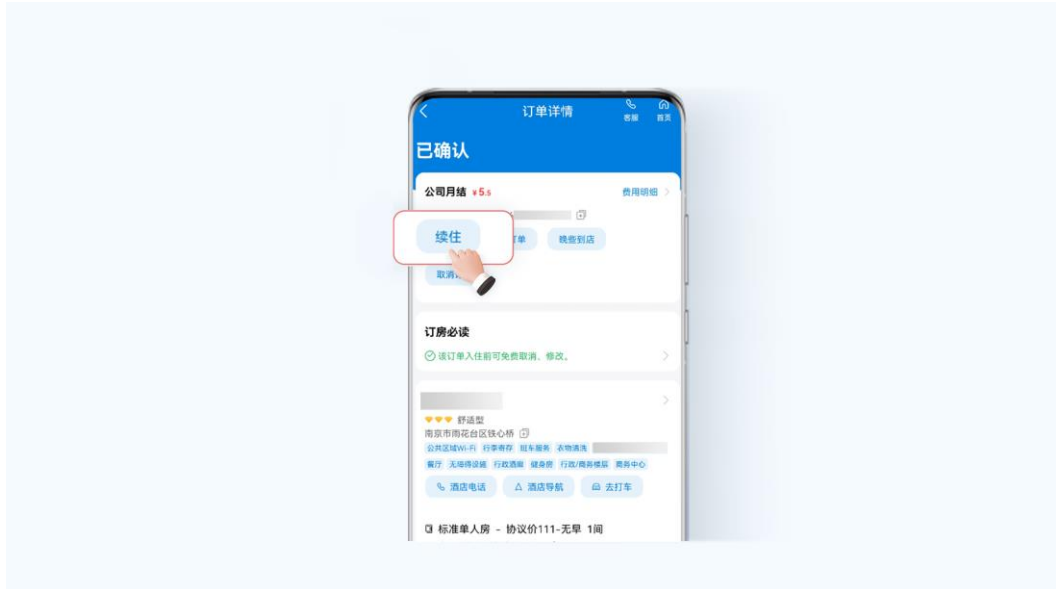 订单详情
客服 首页
已确认
公司月结 ¥5.5 费用明细
续住 订单 晚些到店
取消
订房必读
该订单入住前可免费取消、修改。
舒适型
南京市雨花台区铁心桥
公共区域Wi-Fi 行李寄存 班车服务 衣物清洗
餐厅 无障碍设施 行政酒廊 健身房 行政/商务楼层 商务中心
酒店电话 酒店导航 去打车
标准单人房 - 协议价111-无早 1间